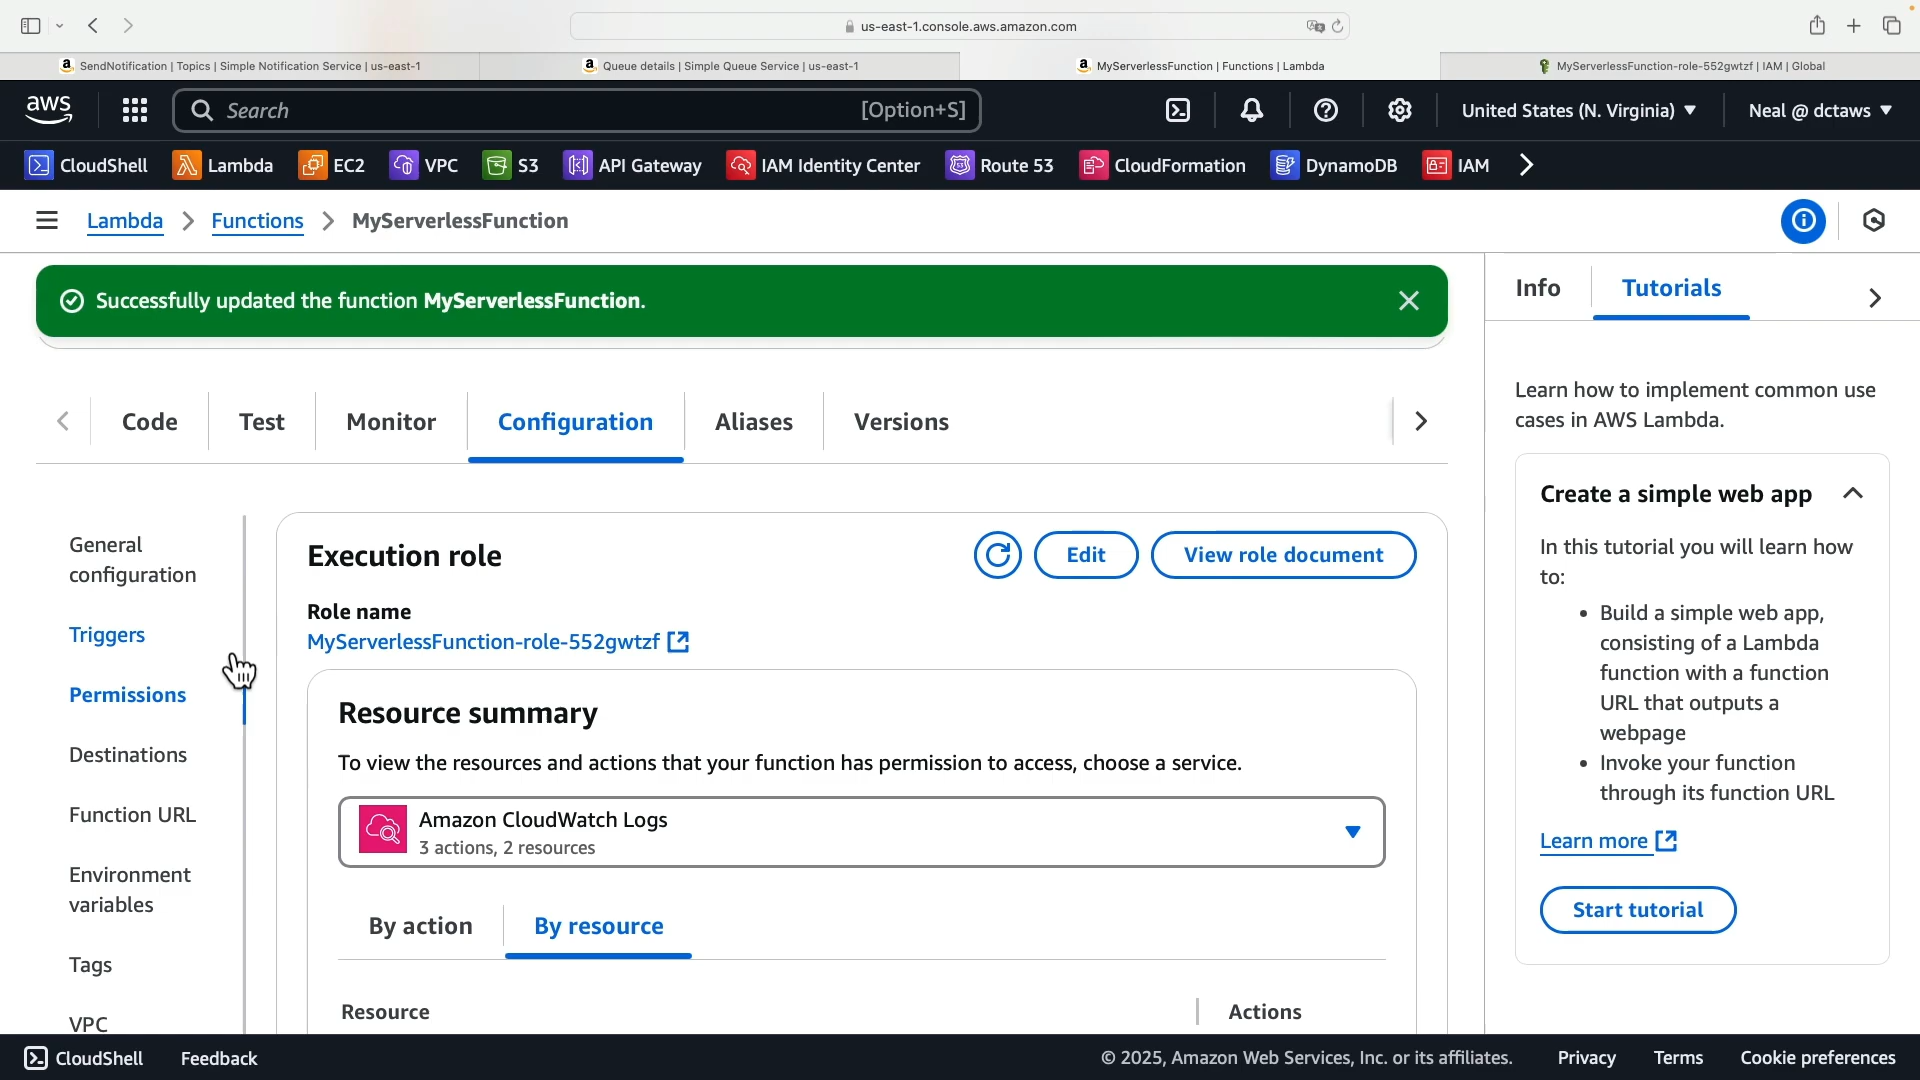 us-east-1.console.aws.amazon.com
SendNotification | Topics | Simple Notification Service | us-east-1
Queue details | Simple Queue Service | us-east-1
MyServerlessFunction | Functions | Lambda
MyServerlessFunction-role-552gwtzf | IAM | Global
aws
Search
[Option+S]
United States (N. Virginia)
Neal @ dctaws
CloudShell
Lambda
EC2
VPC
S3
API Gateway
IAM Identity Center
Route 53
CloudFormation
DynamoDB
IAM
Lambda
Functions
MyServerlessFunction
Successfully updated the function MyServerlessFunction.
Code
Test
Monitor
Configuration
Aliases
Versions
General
configuration
Triggers
Permissions
Destinations
Function URL
Environment
variables
Tags
VPC
Execution role
Edit
View role document
Role name
MyServerlessFunction-role-552gwtzf
Resource summary
To view the resources and actions that your function has permission to access, choose a service.
Amazon CloudWatch Logs
3 actions, 2 resources
By action
By resource
Resource
Actions
Info
Tutorials
Learn how to implement common use
cases in AWS Lambda.
Create a simple web app
In this tutorial you will learn how
to:
• Build a simple web app,
consisting of a Lambda
function with a function
URL that outputs a
webpage
• Invoke your function
through its function URL
Learn more
Start tutorial
CloudShell
Feedback
© 2025, Amazon Web Services, Inc. or its affiliates.
Privacy
Terms
Cookie preferences